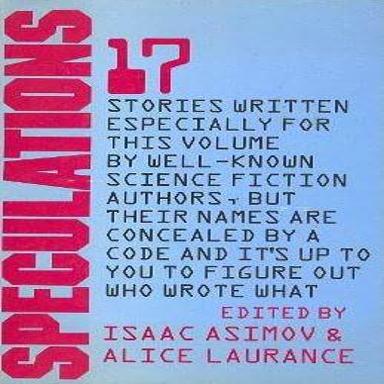 SPECULATIONS
17
STORIES WRITTEN
ESPECIALLY FOR
THIS VOLUME
BY WELL-KNOWN
SCIENCE FICTION
AUTHORS, BUT
THEIR NAMES ARE
CONCEALED BY A
CODE AND IT'S UP TO
YOU TO FIGURE OUT
WHO WROTE WHAT
EDITED BY
ISAAC ASIMOV &
ALICE LAURANCE